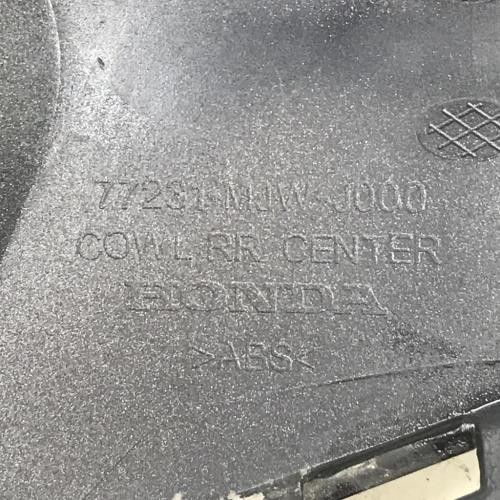 77231-MJW-J000
COWL,RR CENTER
HONDA
>ABS<